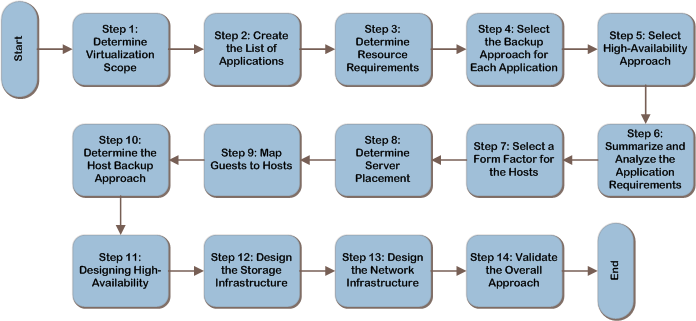 Start
Step 1:
Determine
Virtualization
Scope
Step 2: Create
the List of
Applications
Step 3:
Determine
Resource
Requirements
Step 4: Select
the Backup
Approach for
Each Application
Step 5: Select
High-Availability
Approach
Step 6:
Summarize and
Analyze the
Application
Requirements
Step 7: Select a
Form Factor for
the Hosts
Step 8:
Determine
Server
Placement
Step 9: Map
Guests to Hosts
Step 10:
Determine the
Host Backup
Approach
Step 11:
Designing High-
Availability
Step 12: Design
the Storage
Infrastructure
Step 13: Design
the Network
Infrastructure
Step 14: Validate
the Overall
Approach
End